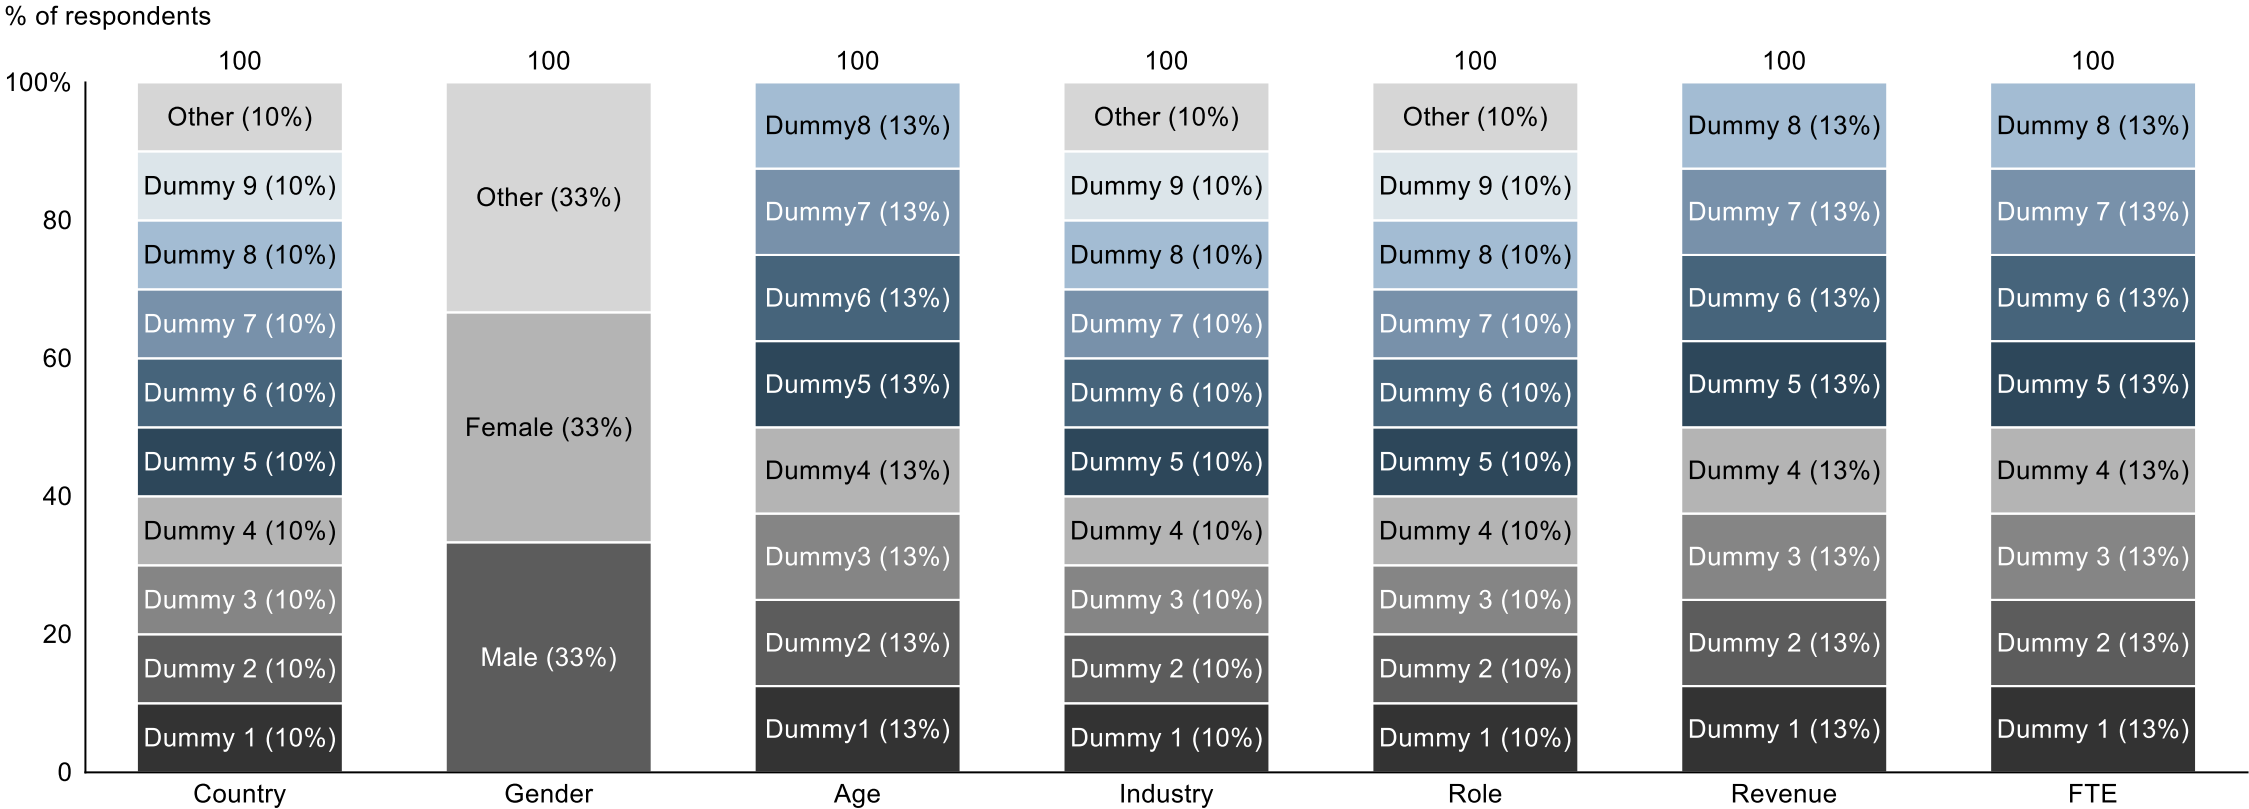 % of respondents
100 100 100 100 100 100 100
100%
80
60
40
20
0
Other (10%)
Dummy 9 (10%)
Dummy 8 (10%)
Dummy 7 (10%)
Dummy 6 (10%)
Dummy 5 (10%)
Dummy 4 (10%)
Dummy 3 (10%)
Dummy 2 (10%)
Dummy 1 (10%)
Other (33%)
Female (33%)
Male (33%)
Dummy8 (13%)
Dummy7 (13%)
Dummy6 (13%)
Dummy5 (13%)
Dummy4 (13%)
Dummy3 (13%)
Dummy2 (13%)
Dummy1 (13%)
Other (10%)
Dummy 9 (10%)
Dummy 8 (10%)
Dummy 7 (10%)
Dummy 6 (10%)
Dummy 5 (10%)
Dummy 4 (10%)
Dummy 3 (10%)
Dummy 2 (10%)
Dummy 1 (10%)
Other (10%)
Dummy 9 (10%)
Dummy 8 (10%)
Dummy 7 (10%)
Dummy 6 (10%)
Dummy 5 (10%)
Dummy 4 (10%)
Dummy 3 (10%)
Dummy 2 (10%)
Dummy 1 (10%)
Dummy 8 (13%)
Dummy 7 (13%)
Dummy 6 (13%)
Dummy 5 (13%)
Dummy 4 (13%)
Dummy 3 (13%)
Dummy 2 (13%)
Dummy 1 (13%)
Dummy 8 (13%)
Dummy 7 (13%)
Dummy 6 (13%)
Dummy 5 (13%)
Dummy 4 (13%)
Dummy 3 (13%)
Dummy 2 (13%)
Dummy 1 (13%)
Country Gender Age Industry Role Revenue FTE